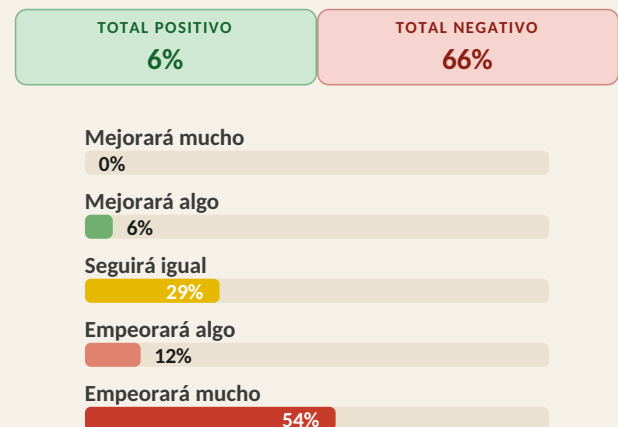 TOTAL POSITIVO
6%
TOTAL NEGATIVO
66%
Mejorará mucho
0%
Mejorará algo
6%
Seguirá igual
29%
Empeorará algo
12%
Empeorará mucho
54%